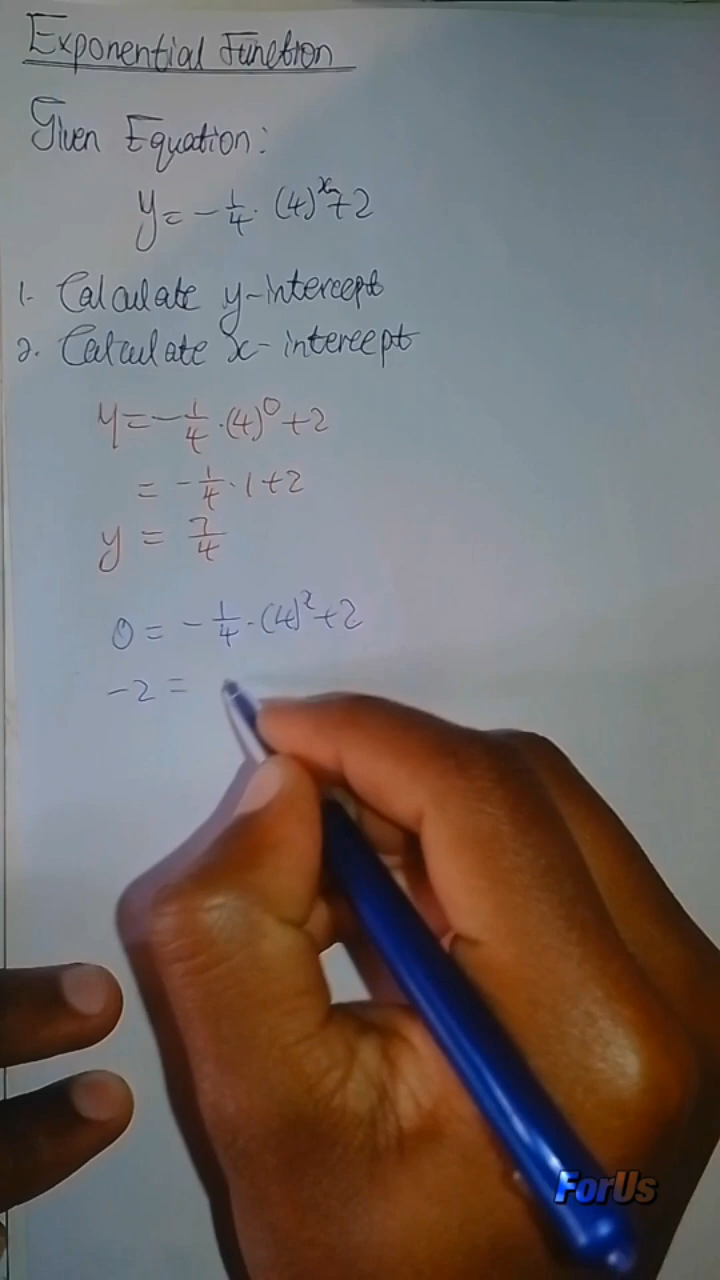 Exponential Function
Given Equation:
y = -1/4 · (4)^x + 2
1. Calculate y-intercept
2. Calculate x-intercept
y = -1/4 · (4)^0 + 2
= -1/4 · 1 + 2
y = 7/4
0 = -1/4 · (4)^x + 2
-2 =
ForUs